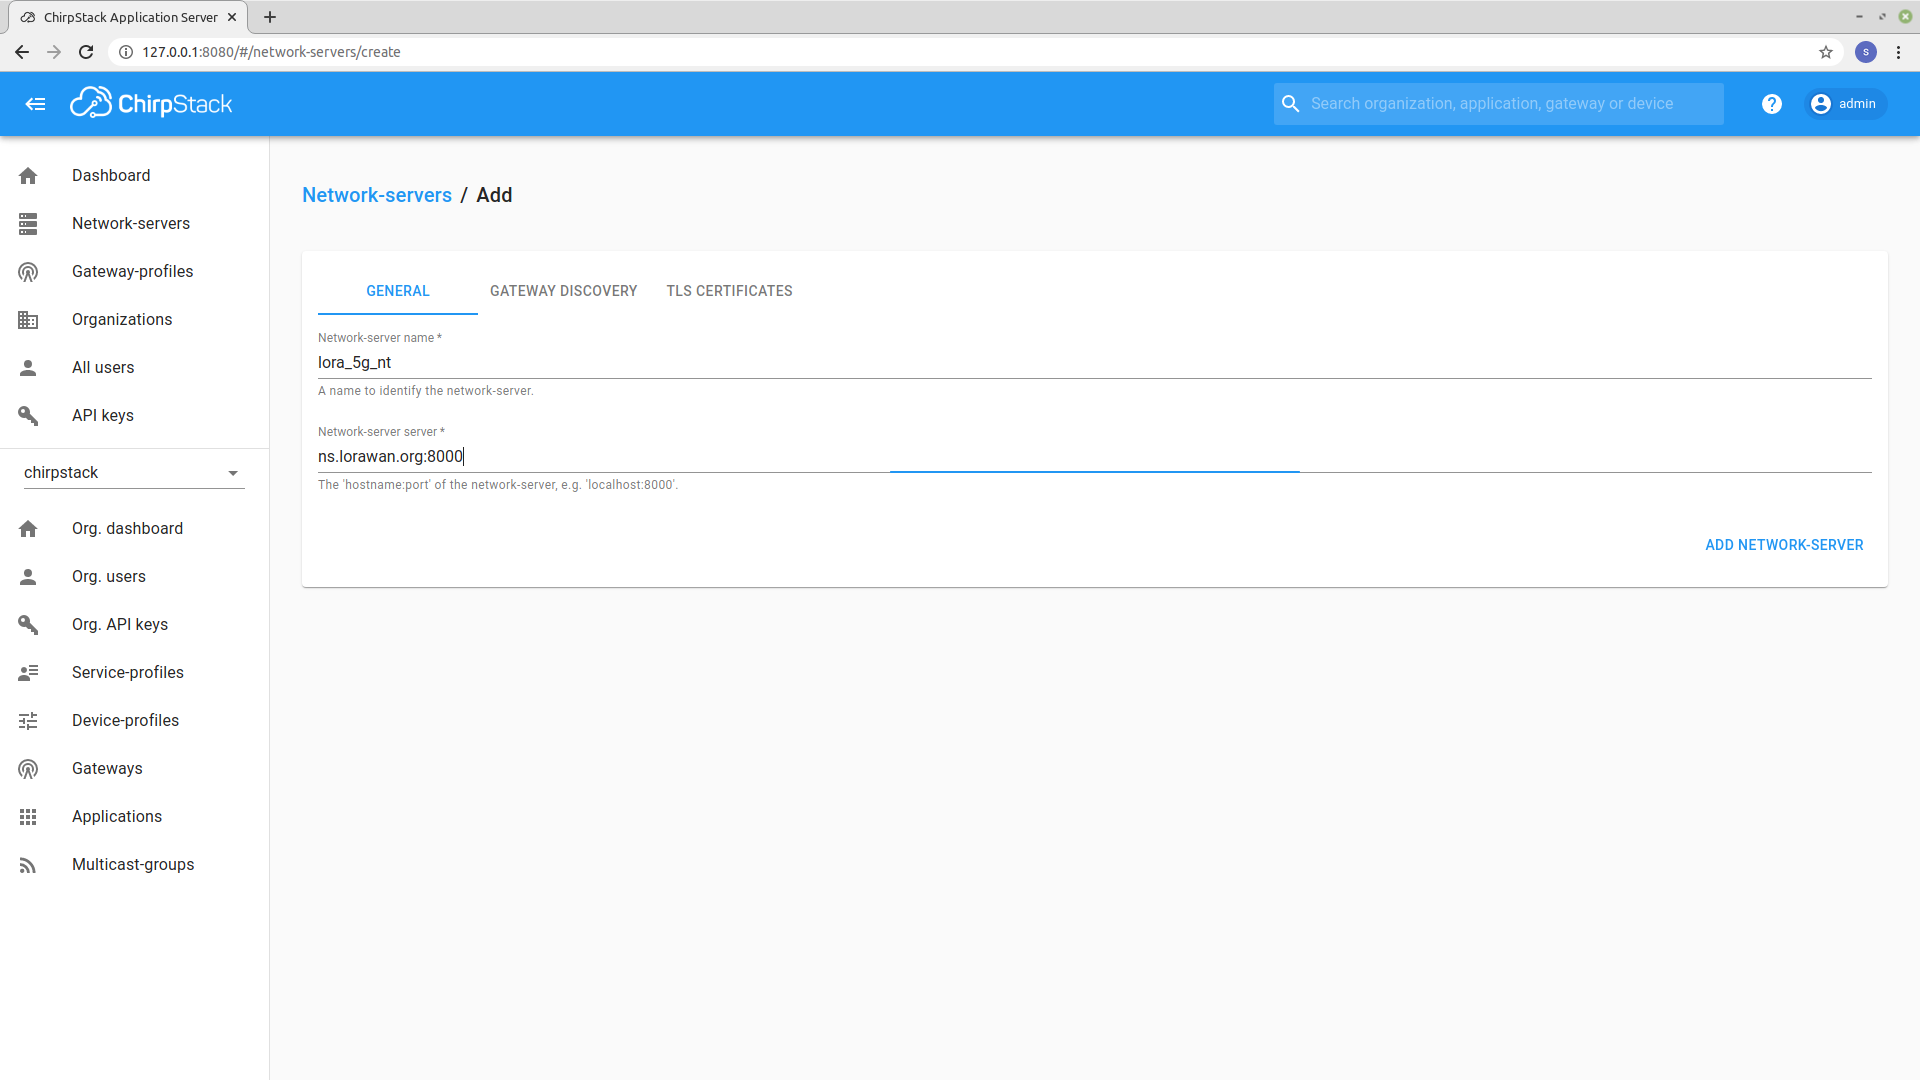 ChirpStack Application Server
127.0.0.1:8080/#/network-servers/create
s
ChirpStack
Search organization, application, gateway or device
?
admin
Dashboard
Network-servers
Gateway-profiles
Organizations
All users
API keys
chirpstack
Org. dashboard
Org. users
Org. API keys
Service-profiles
Device-profiles
Gateways
Applications
Multicast-groups
Network-servers / Add
GENERAL GATEWAY DISCOVERY TLS CERTIFICATES
Network-server name *
lora_5g_nt
A name to identify the network-server.
Network-server server *
ns.lorawan.org:8000
The 'hostname:port' of the network-server, e.g. 'localhost:8000'.
ADD NETWORK-SERVER